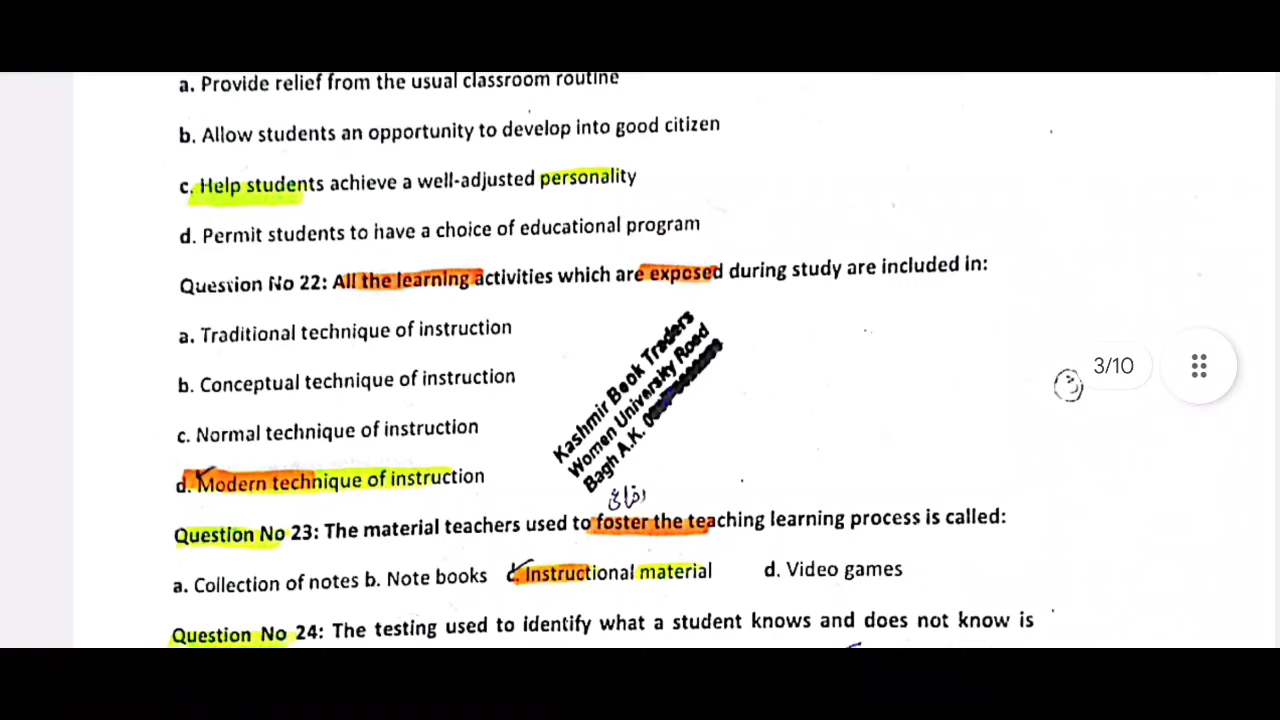 a. Provide relief from the usual classroom routine
b. Allow students an opportunity to develop into good citizen
c. Help students achieve a well-adjusted personality
d. Permit students to have a choice of educational program
Question No 22: All the learning activities which are exposed during study are included in:
a. Traditional technique of instruction
b. Conceptual technique of instruction
c. Normal technique of instruction
d. Modern technique of instruction
Kashmir Book Traders
Women University Road
Bagh A.K.
3/10
Question No 23: The material teachers used to foster the teaching learning process is called:
a. Collection of notes b. Note books c. Instructional material d. Video games
Question No 24: The testing used to identify what a student knows and does not know is